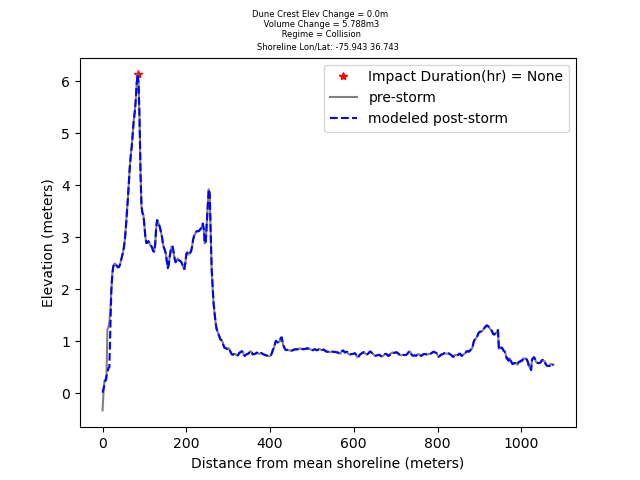 Dune Crest Elev Change = 0.0m
Volume Change = 5.788m3
Regime = Collision
Shoreline Lon/Lat: -75.943 36.743
Impact Duration(hr) = None
pre-storm
modeled post-storm
Elevation (meters)
6
5
4
3
2
1
0
0 200 400 600 800 1000
Distance from mean shoreline (meters)